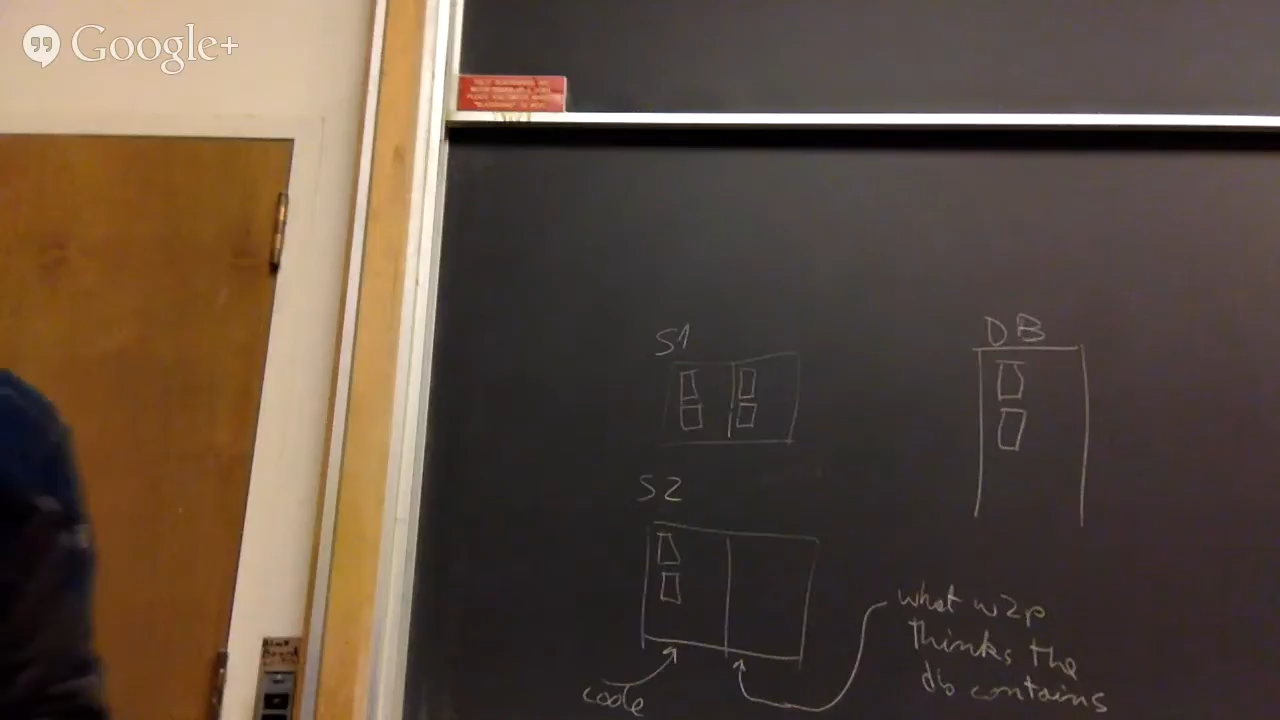 Google+
S1
DB
S2
what w2p
thinks the
db contains
code